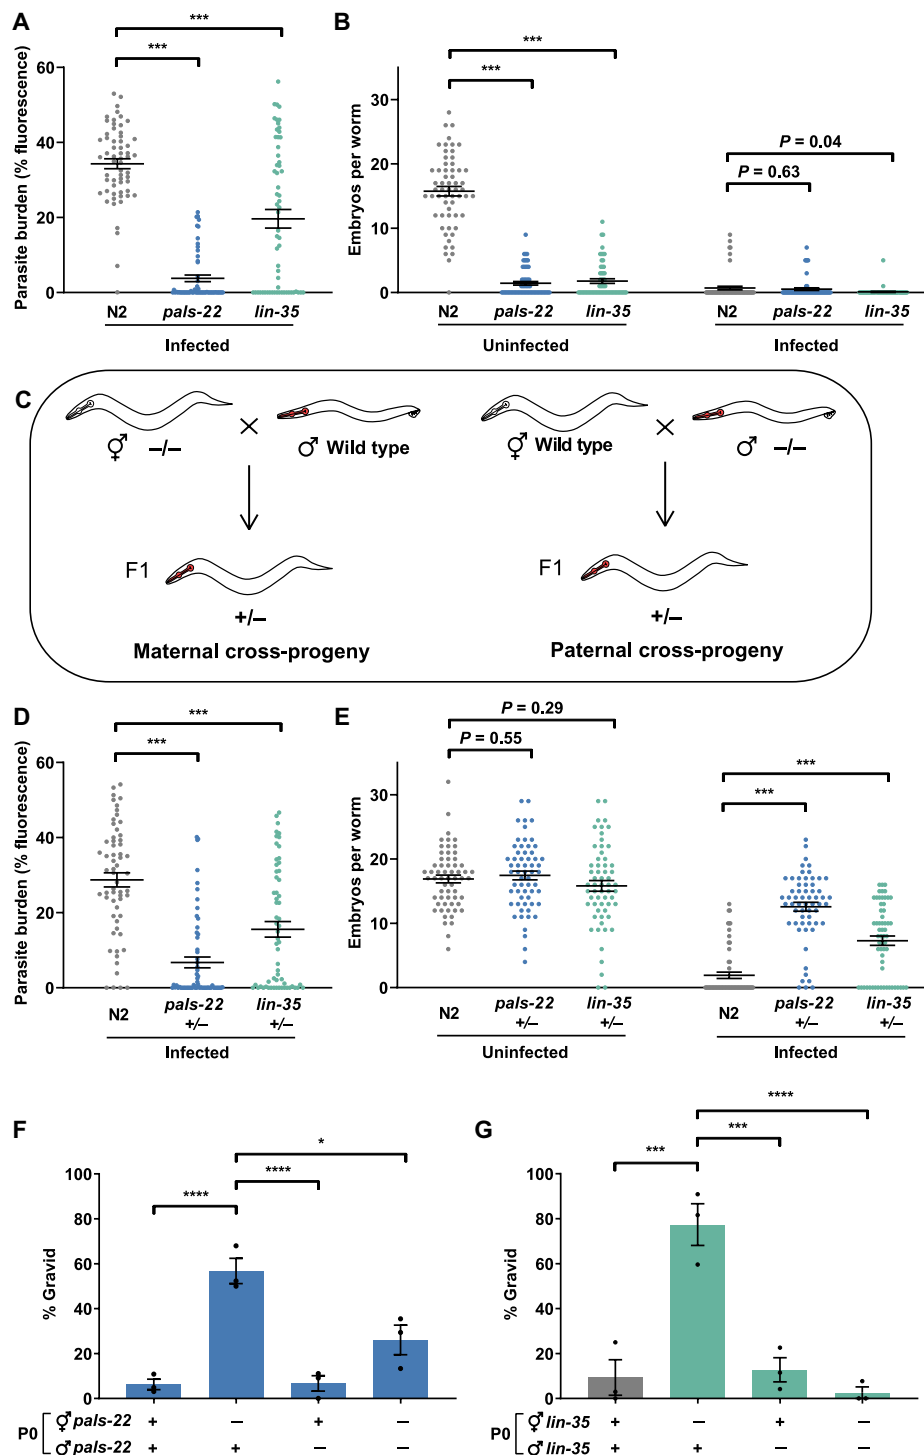 A
***
***
Parasite burden (% fluorescence)
60
40
20
0
N2
pals-22
lin-35
Infected
B
***
***
P = 0.04
P = 0.63
Embryos per worm
30
20
10
0
N2
pals-22
lin-35
N2
pals-22
lin-35
Uninfected
Infected
C
⚥ –/–
×
♂ Wild type
⚥ Wild type
×
♂ –/–
F1
+/–
F1
+/–
Maternal cross-progeny
Paternal cross-progeny
D
***
***
Parasite burden (% fluorescence)
60
40
20
0
N2
pals-22
+/–
lin-35
+/–
Infected
E
P = 0.29
P = 0.55
***
***
Embryos per worm
30
20
10
0
N2
pals-22
+/–
lin-35
+/–
N2
pals-22
+/–
lin-35
+/–
Uninfected
Infected
F
*
****
****
% Gravid
100
80
60
40
20
0
P0
⚥ pals-22 + – + –
♂ pals-22 + + – –
G
****
***
***
% Gravid
100
80
60
40
20
0
P0
⚥ lin-35 + – + –
♂ lin-35 + + – –